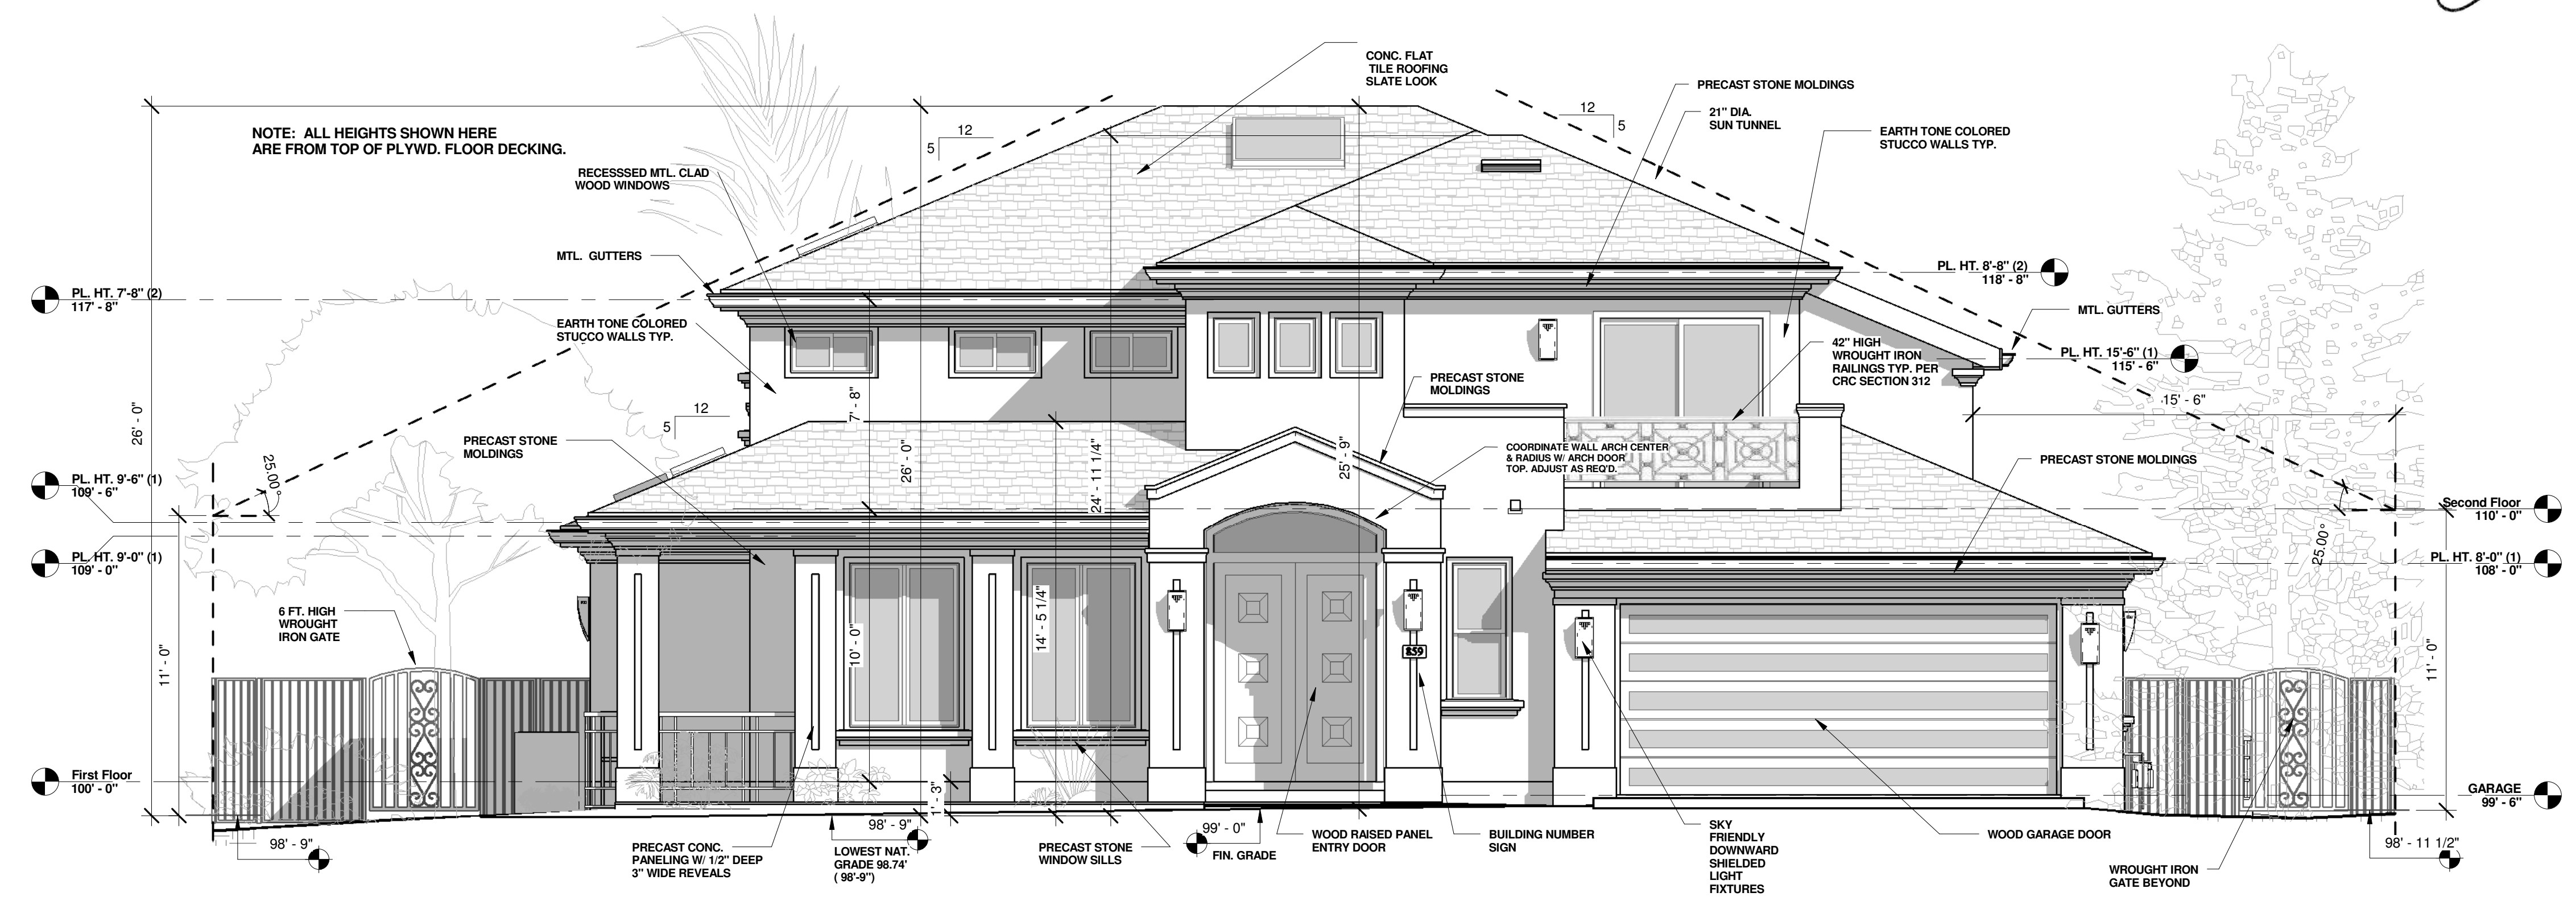 CONC. FLAT
TILE ROOFING
SLATE LOOK
PRECAST STONE MOLDINGS
21" DIA.
SUN TUNNEL
12
5
EARTH TONE COLORED
STUCCO WALLS TYP.
NOTE: ALL HEIGHTS SHOWN HERE
ARE FROM TOP OF PLYWD. FLOOR DECKING.
12
5
RECESSSED MTL. CLAD
WOOD WINDOWS
MTL. GUTTERS
PL. HT. 8'-8" (2)
118' - 8"
PL. HT. 7'-8" (2)
117' - 8"
MTL. GUTTERS
EARTH TONE COLORED
STUCCO WALLS TYP.
42" HIGH
WROUGHT IRON
RAILINGS TYP. PER
CRC SECTION 312
PL. HT. 15'-6" (1)
115' - 6"
PRECAST STONE
MOLDINGS
15' - 6"
26' - 0"
12
5
7' - 8"
PRECAST STONE
MOLDINGS
26' - 0"
24' - 11 1/4"
25' - 9"
COORDINATE WALL ARCH CENTER
& RADIUS W/ ARCH DOOR
TOP. ADJUST AS REQ'D.
PRECAST STONE MOLDINGS
25.00°
PL. HT. 9'-6" (1)
109' - 6"
Second Floor
110' - 0"
25.00°
PL. HT. 9'-0" (1)
109' - 0"
PL. HT. 8'-0" (1)
108' - 0"
6 FT. HIGH
WROUGHT
IRON GATE
11' - 0"
10' - 0"
14' - 5 1/4"
859
11' - 0"
First Floor
100' - 0"
GARAGE
99' - 6"
1' - 3"
98' - 9"
98' - 9"
99' - 0"
FIN. GRADE
PRECAST CONC.
PANELING W/ 1/2" DEEP
3" WIDE REVEALS
LOWEST NAT.
GRADE 98.74'
( 98'-9")
PRECAST STONE
WINDOW SILLS
WOOD RAISED PANEL
ENTRY DOOR
BUILDING NUMBER
SIGN
SKY
FRIENDLY
DOWNWARD
SHIELDED
LIGHT
FIXTURES
WOOD GARAGE DOOR
WROUGHT IRON
GATE BEYOND
98' - 11 1/2"